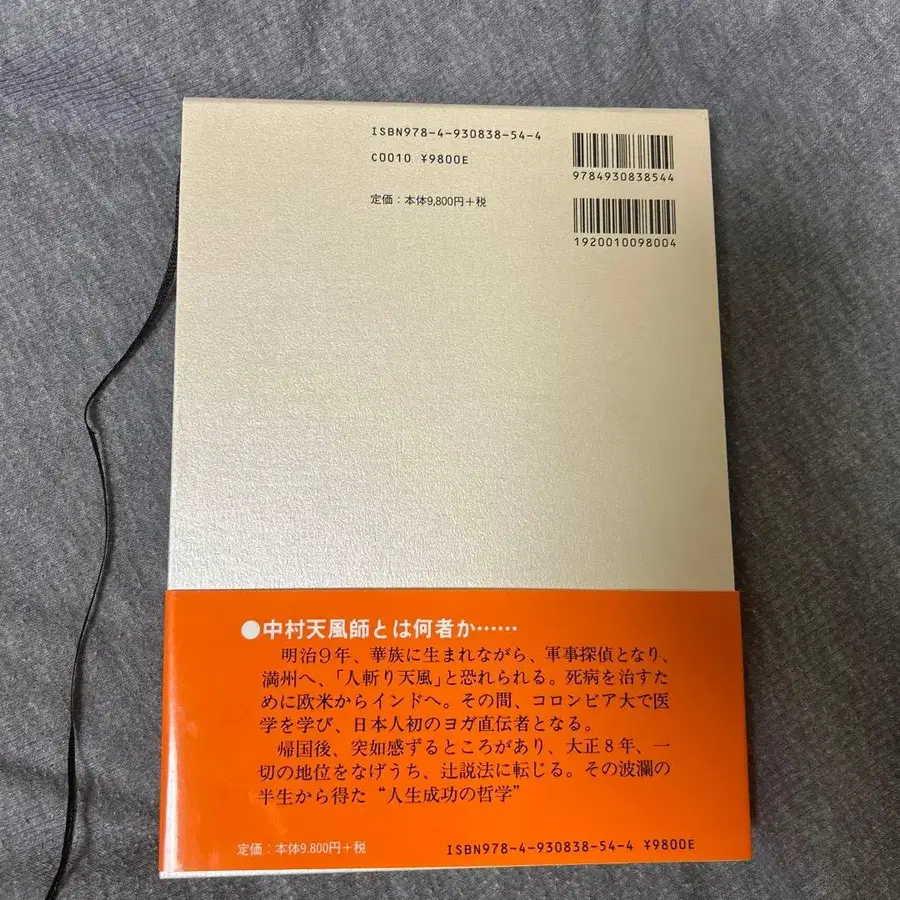 ISBN978-4-930838-54-4
C0010 ¥9800E
定価：本体9,800円＋税
9784930838544
1920010098004
●中村天風師とは何者か……
明治９年、華族に生まれながら、軍事探偵となり、
満州へ、「人斬り天風」と恐れられる。死病を治すた
めに欧米からインドへ。その間、コロンビア大で医
学を学び、日本人初のヨガ直伝者となる。
帰国後、突如感ずるところがあり、大正８年、一
切の地位をなげうち、辻説法に転じる。その波瀾の
半生から得た“人生成功の哲学”
定価：本体9,800円＋税
ISBN978-4-930838-54-4 ¥9800E